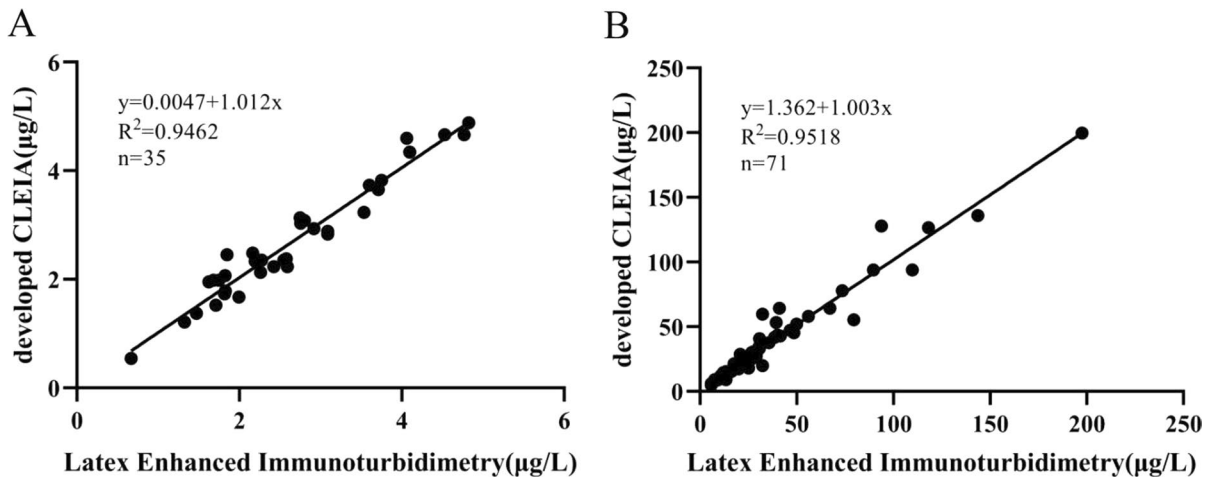 A
6
4
2
0
0
2
4
6
developed CLEIA(μg/L)
y=0.0047+1.012x
R²=0.9462
n=35
Latex Enhanced Immunoturbidimetry(μg/L)
B
250
200
150
100
50
0
0
50
100
150
200
250
developed CLEIA(μg/L)
y=1.362+1.003x
R²=0.9518
n=71
Latex Enhanced Immunoturbidimetry(μg/L)